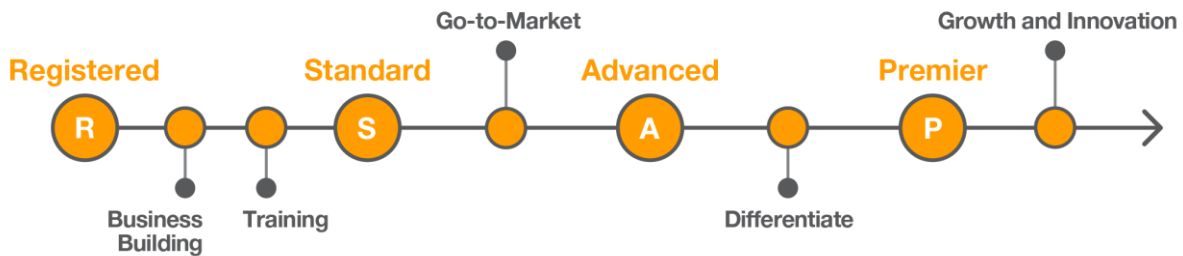 Go-to-Market
Growth and Innovation
Registered
Standard
Advanced
Premier
R
S
A
P
Business
Building
Training
Differentiate